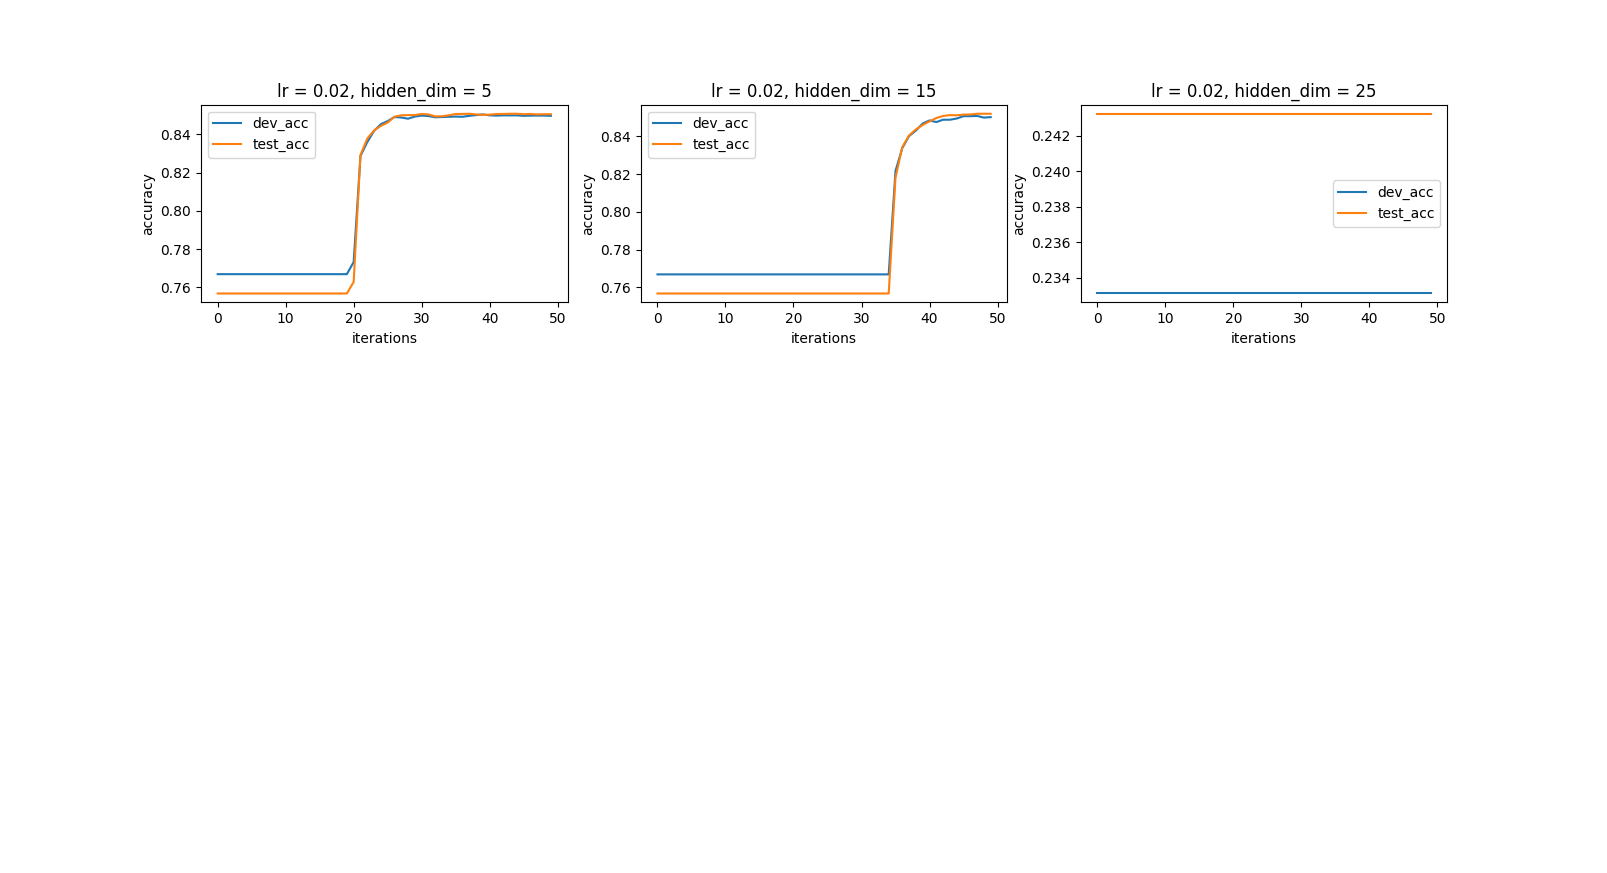 lr = 0.02, hidden_dim = 5
accuracy
0.84
0.82
0.80
0.78
0.76
dev_acc
test_acc
0 10 20 30 40 50
iterations
lr = 0.02, hidden_dim = 15
accuracy
0.84
0.82
0.80
0.78
0.76
dev_acc
test_acc
0 10 20 30 40 50
iterations
lr = 0.02, hidden_dim = 25
accuracy
0.242
0.240
0.238
0.236
0.234
dev_acc
test_acc
0 10 20 30 40 50
iterations